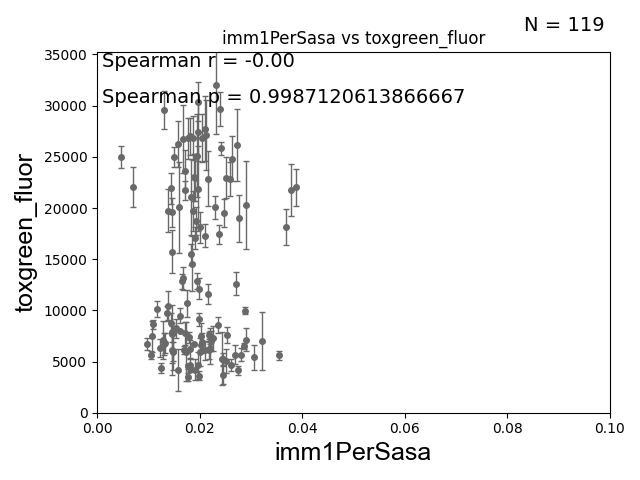 N = 119
imm1PerSasa vs toxgreen_fluor
Spearman r = -0.00
Spearman p = 0.9987120613866667
35000
30000
25000
20000
15000
10000
5000
0
toxgreen_fluor
0.00 0.02 0.04 0.06 0.08 0.10
imm1PerSasa